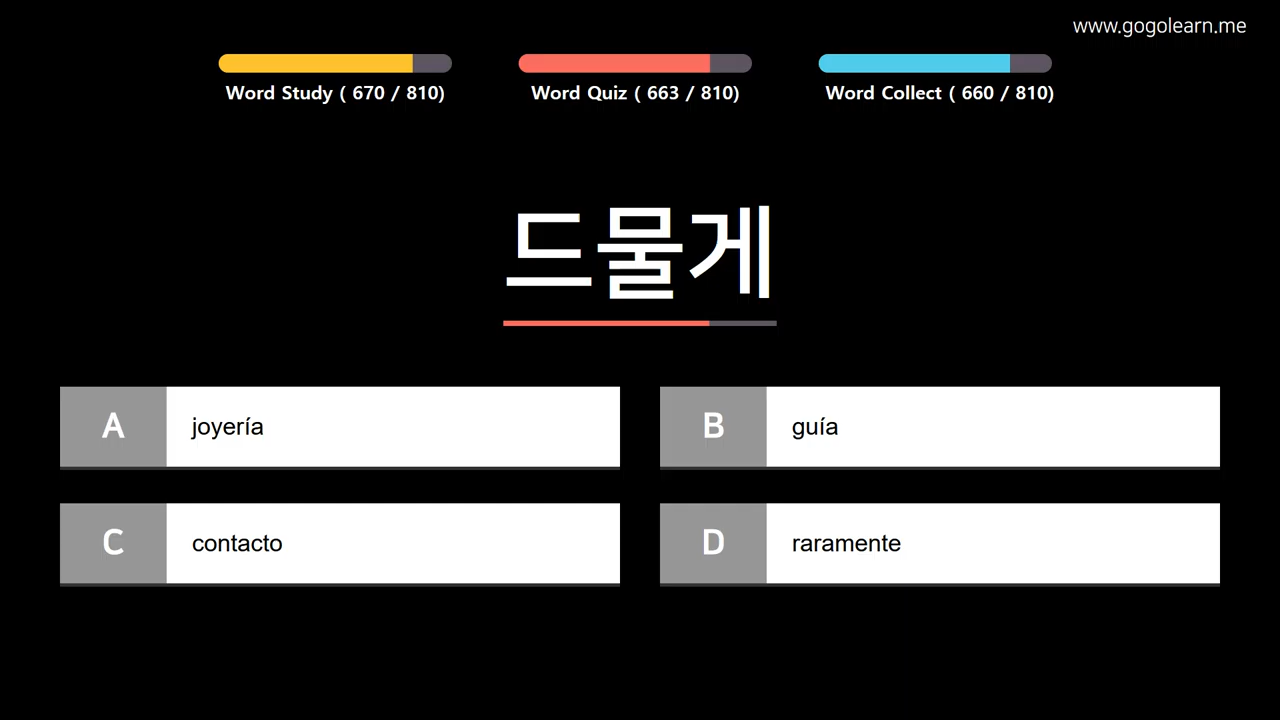 www.gogolearn.me
Word Study ( 670 / 810)
Word Quiz ( 663 / 810)
Word Collect ( 660 / 810)
드물게
A joyería
B guía
C contacto
D raramente